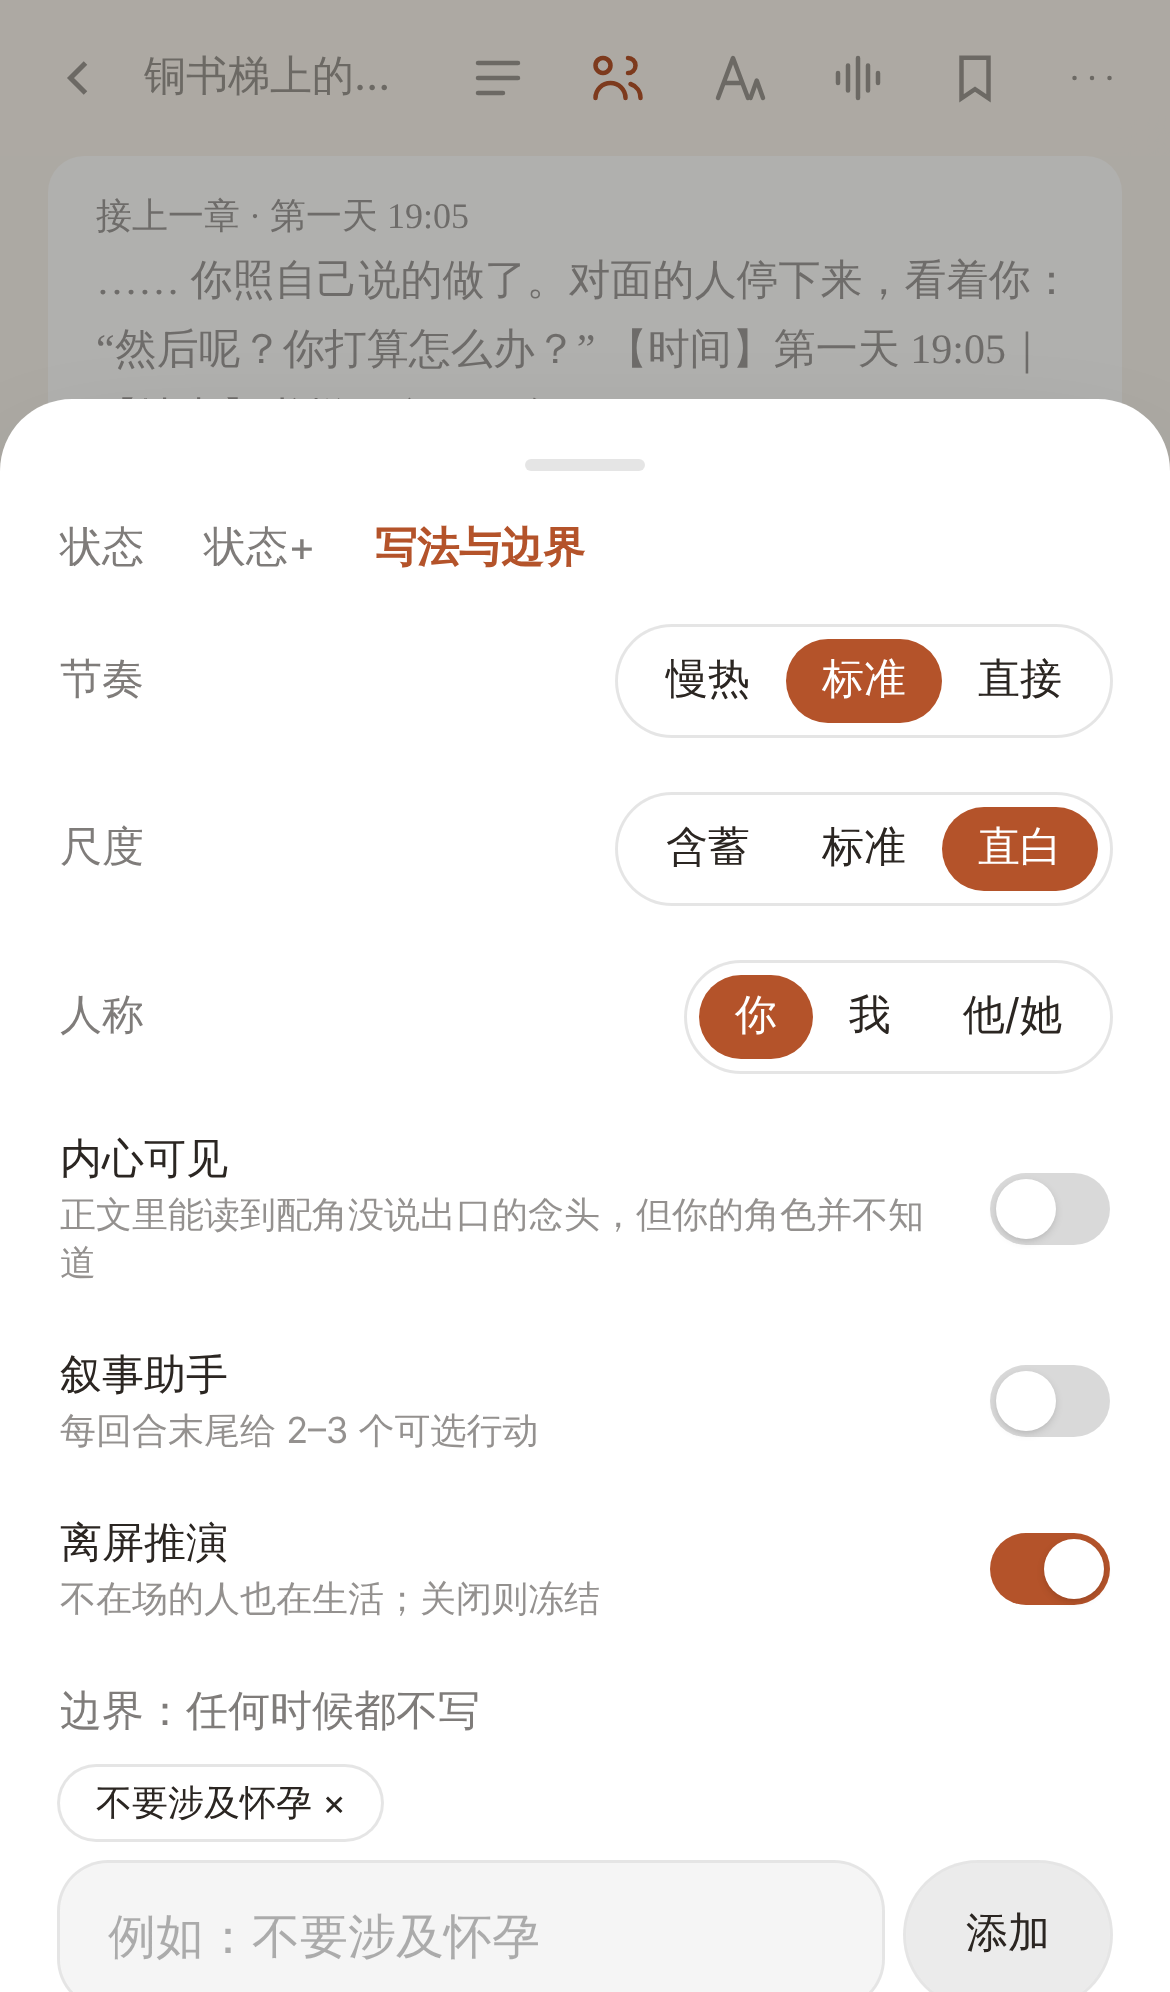 铜书梯上的...
接上一章 · 第一天 19:05
…… 你照自己说的做了。对面的人停下来，看着你：
“然后呢？你打算怎么办？” 【时间】第一天 19:05｜
状态 状态+ 写法与边界
节奏 慢热 标准 直接
尺度 含蓄 标准 直白
人称 你 我 他/她
内心可见
正文里能读到配角没说出口的念头，但你的角色并不知
道
叙事助手
每回合末尾给 2–3 个可选行动
离屏推演
不在场的人也在生活；关闭则冻结
边界：任何时候都不写
不要涉及怀孕 ×
例如：不要涉及怀孕 添加